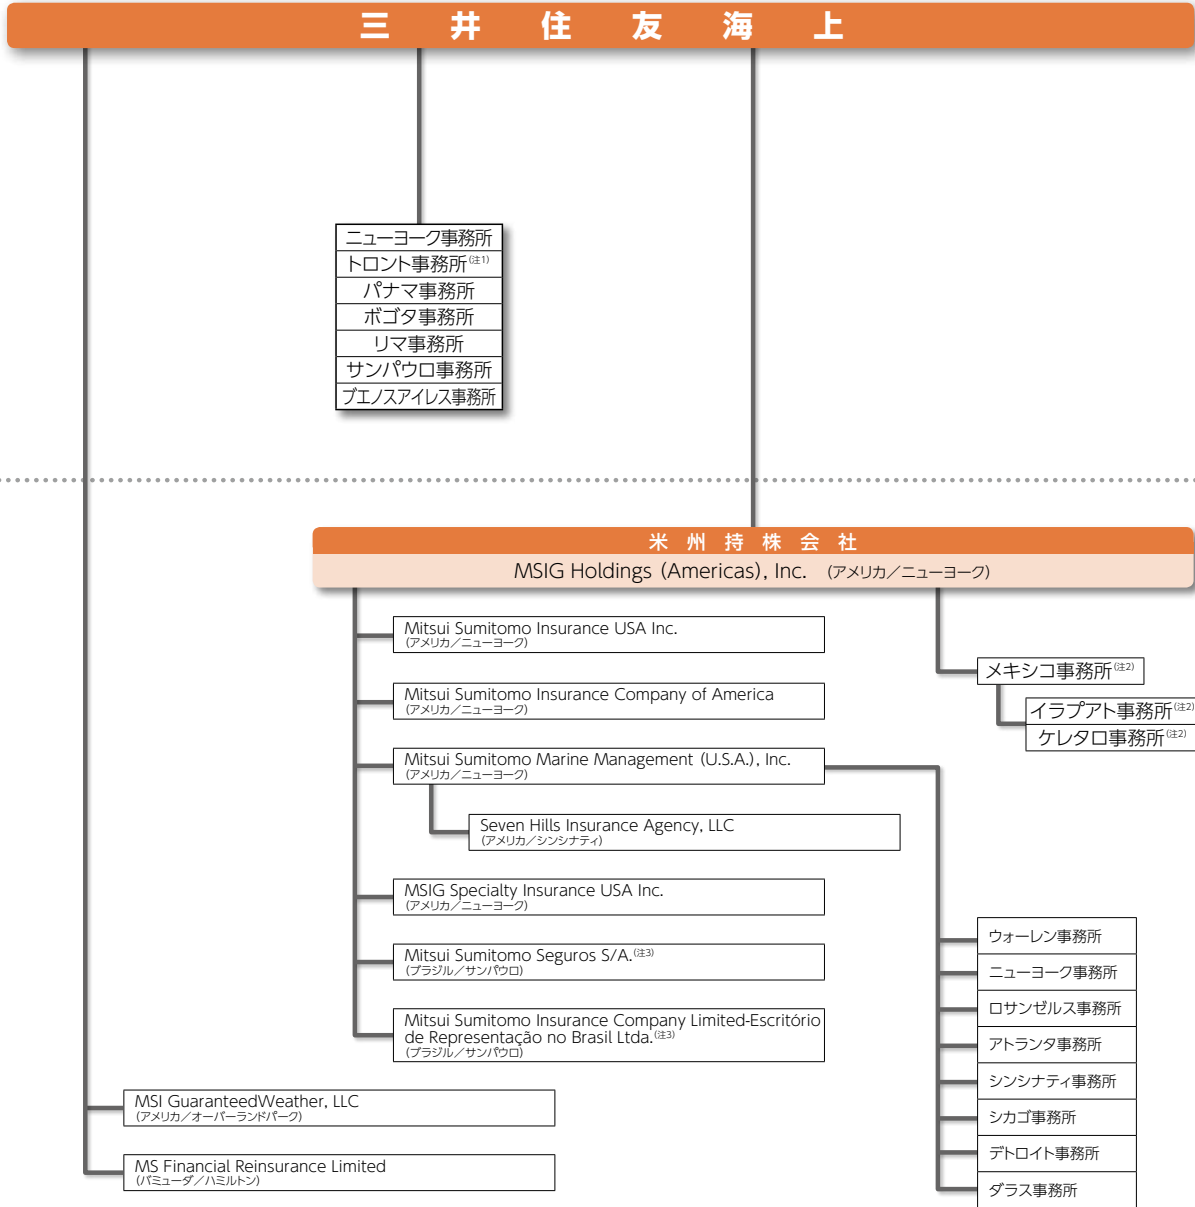 三井住友海上
ニューヨーク事務所
トロント事務所(注1)
パナマ事務所
ボゴタ事務所
リマ事務所
サンパウロ事務所
ブエノスアイレス事務所
米州持株会社
MSIG Holdings (Americas), Inc. (アメリカ／ニューヨーク)
Mitsui Sumitomo Insurance USA Inc.
(アメリカ／ニューヨーク)
Mitsui Sumitomo Insurance Company of America
(アメリカ／ニューヨーク)
Mitsui Sumitomo Marine Management (U.S.A.), Inc.
(アメリカ／ニューヨーク)
Seven Hills Insurance Agency, LLC
(アメリカ／シンシナティ)
MSIG Specialty Insurance USA Inc.
(アメリカ／ニューヨーク)
Mitsui Sumitomo Seguros S/A.(注3)
(ブラジル／サンパウロ)
Mitsui Sumitomo Insurance Company Limited-Escritório
de Representação no Brasil Ltda.(注3)
(ブラジル／サンパウロ)
メキシコ事務所(注2)
イラプアト事務所(注2)
ケレタロ事務所(注2)
ウォーレン事務所
ニューヨーク事務所
ロサンゼルス事務所
アトランタ事務所
シンシナティ事務所
シカゴ事務所
デトロイト事務所
ダラス事務所
MSI GuaranteedWeather, LLC
(アメリカ／オーバーランドパーク)
MS Financial Reinsurance Limited
(バミューダ／ハミルトン)